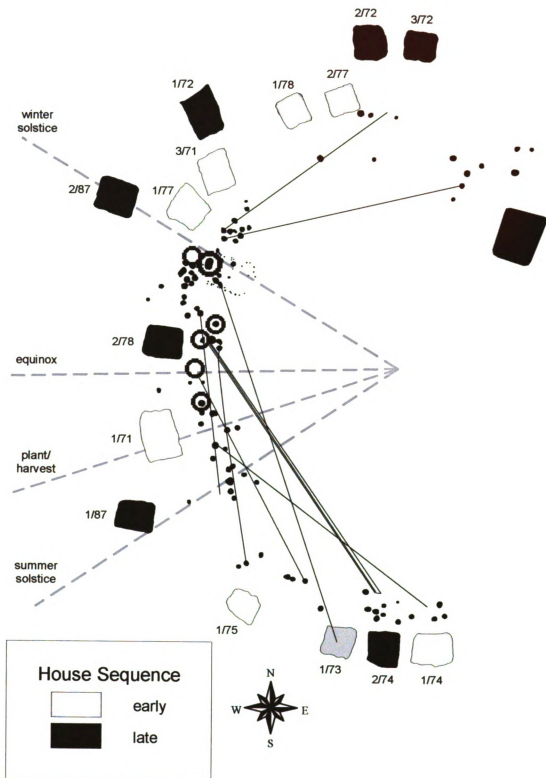 2/72
3/72
1/72
1/78
2/77
winter
solstice
3/71
2/87
1/77
2/78
equinox
1/71
plant/
harvest
1/87
summer
solstice
1/75
1/73
2/74
1/74
House Sequence
early
late
N
W E
S